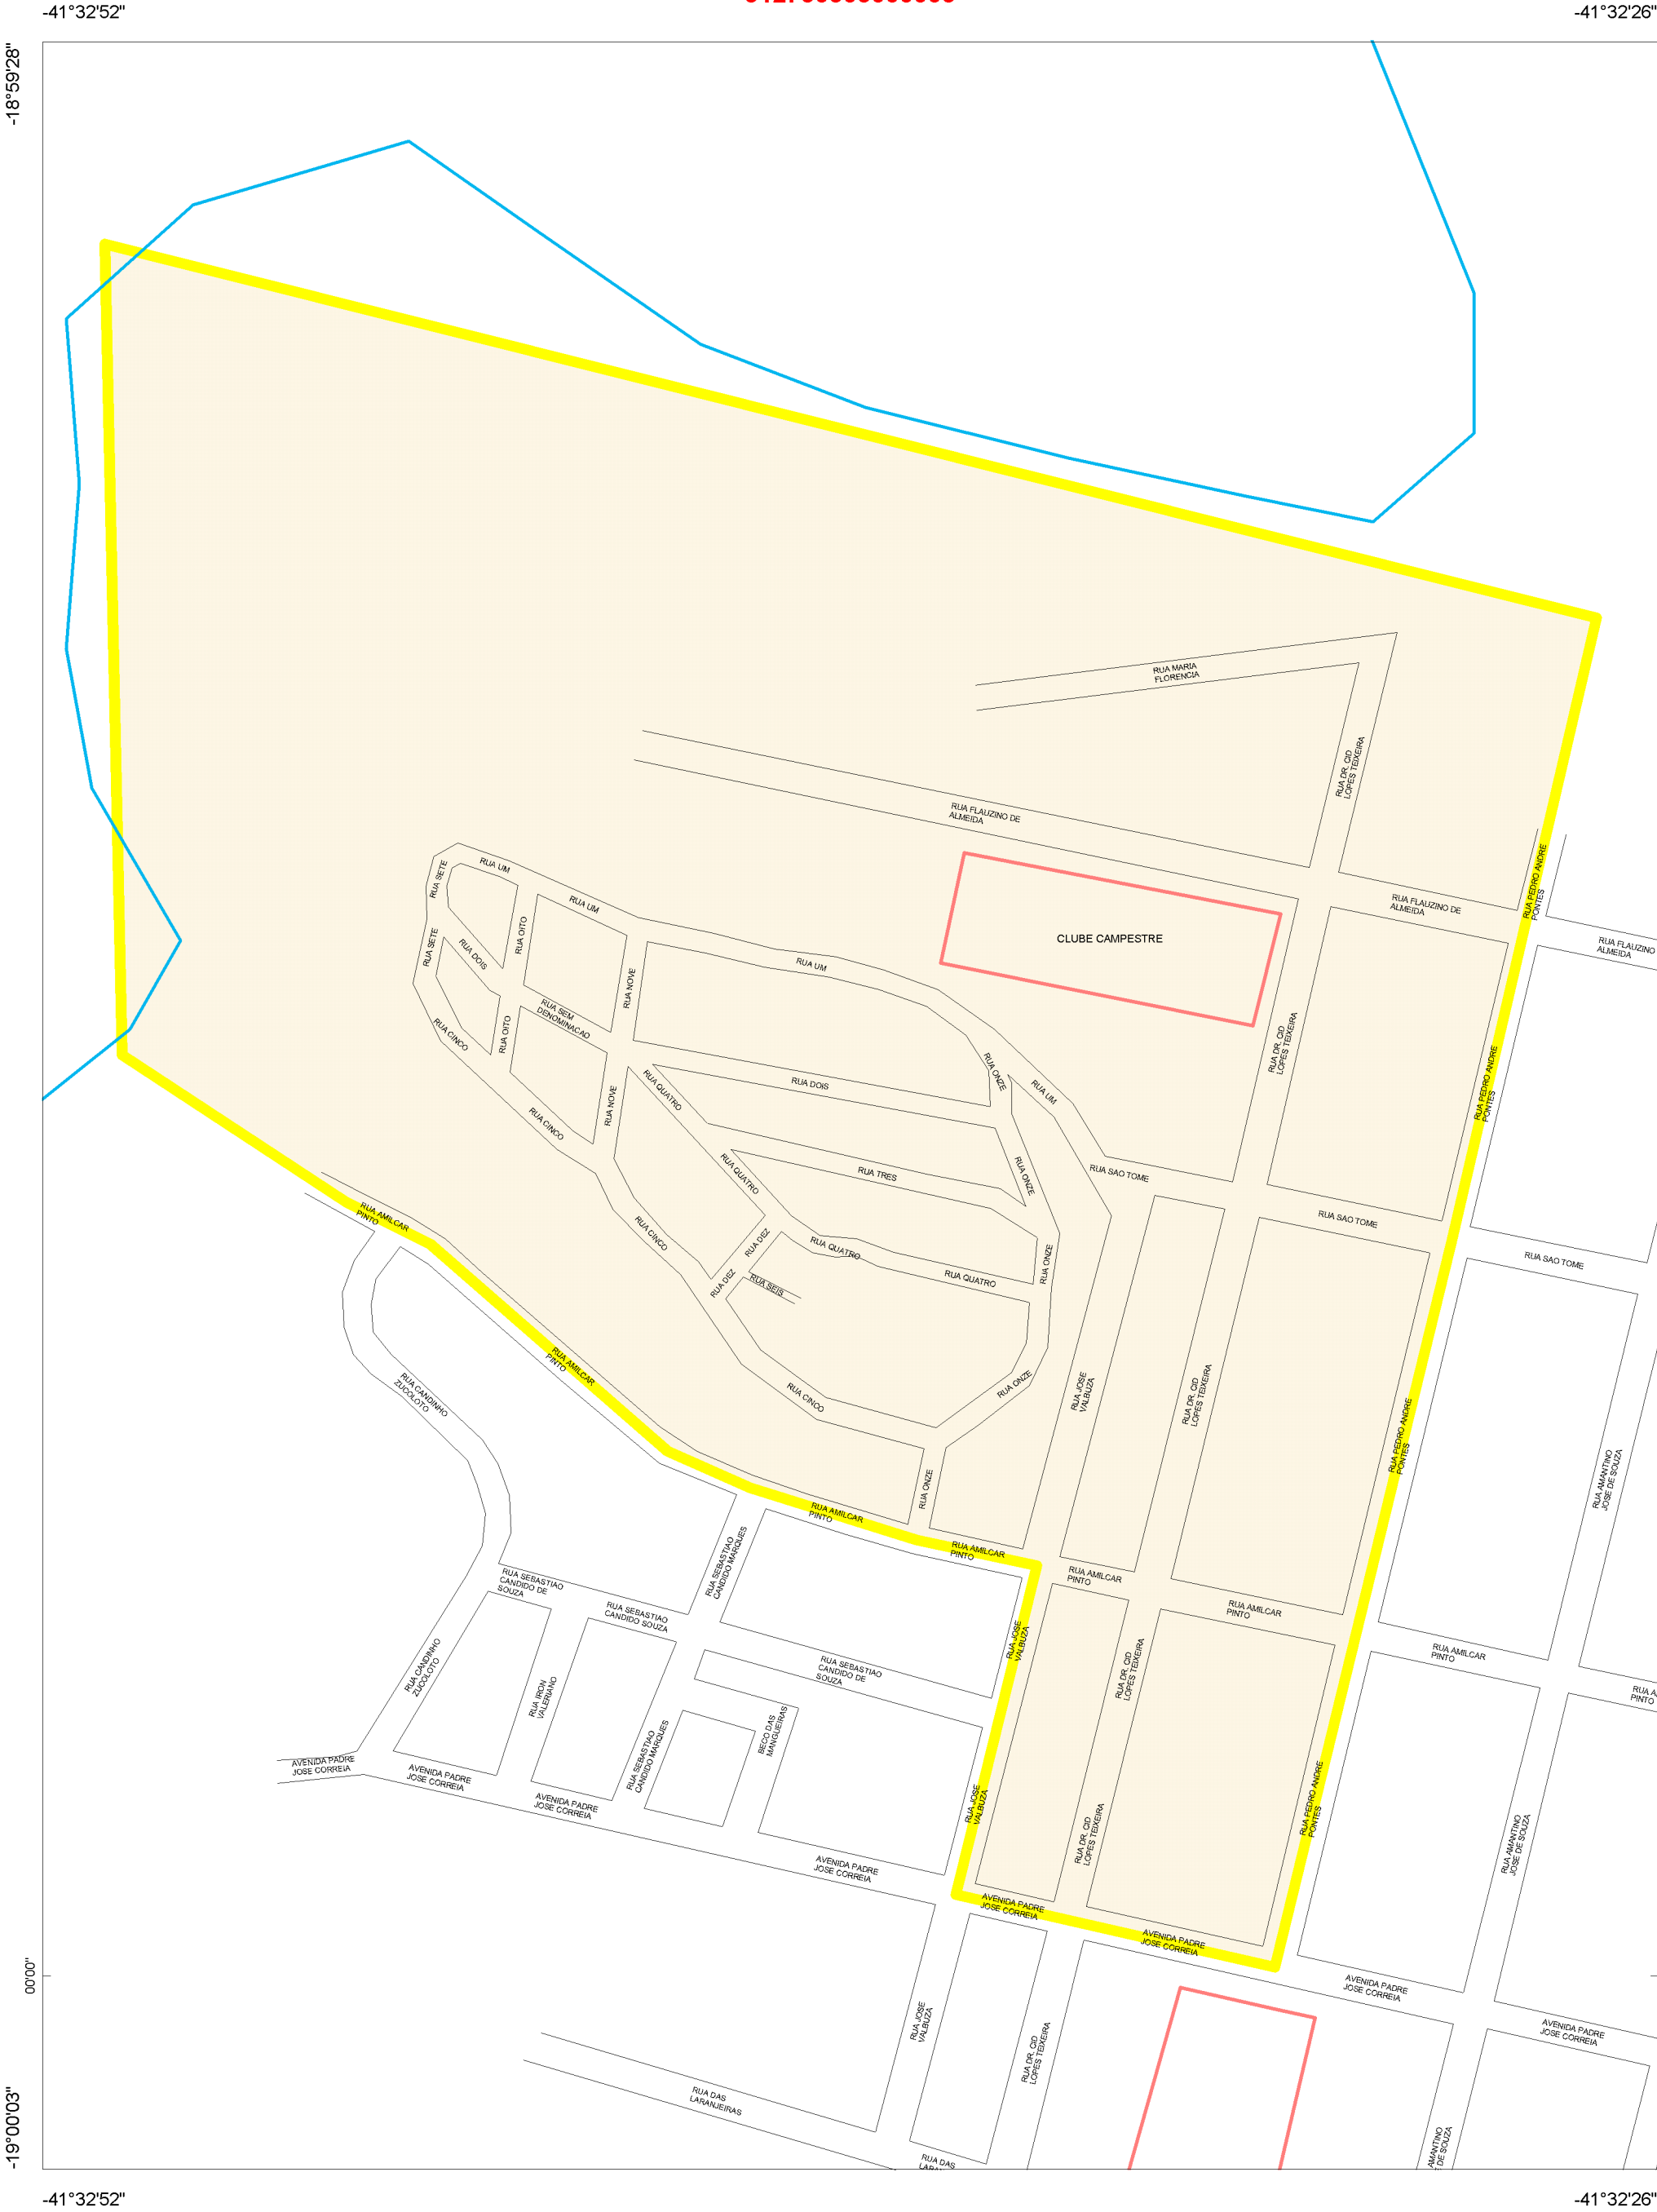 -41°32'52"
-41°32'26"
-18°59'28"
RUA MARIA
FLORENCIA
RUA DR. CID
LOPES TEIXEIRA
RUA FLAUZINO DE
ALMEIDA
RUA PEDRO ANDRE
PONTES
RUA SETE
RUA UM
RUA UM
RUA FLAUZINO DE
ALMEIDA
RUA OITO
CLUBE CAMPESTRE
RUA FLAUZINO
ALMEIDA
RUA SETE
RUA DOIS
RUA UM
RUA NOVE
RUA SEM
DENOMINACAO
RUA CINCO
RUA OITO
RUA DR. CID
LOPES TEIXEIRA
RUA ONZE
RUA PEDRO ANDRE
PONTES
RUA QUATRO
RUA DOIS
RUA UM
RUA NOVE
RUA CINCO
RUA QUATRO
RUA TRES
RUA ONZE
RUA SAO TOME
RUA AMILCAR
PINTO
RUA SAO TOME
RUA CINCO
RUA DEZ
RUA QUATRO
RUA ONZE
RUA SAO TOME
RUA DEZ
RUA SEIS
RUA QUATRO
RUA AMILCAR
PINTO
RUA CANDINHO
ZUCOLOTO
RUA CINCO
RUA ONZE
RUA JOSE
VALBUZA
RUA DR. CID
LOPES TEIXEIRA
RUA PEDRO ANDRE
PONTES
RUA AMANTINO
JOSE DE SOUZA
RUA ONZE
RUA AMILCAR
PINTO
RUA AMILCAR
PINTO
RUA SEBASTIAO
CANDIDO MARQUES
RUA AMILCAR
PINTO
RUA SEBASTIAO
CANDIDO DE
SOUZA
RUA SEBASTIAO
CANDIDO SOUZA
RUA AMILCAR
PINTO
RUA JOSE
VALBUZA
RUA AMILCAR
PINTO
RUA CANDINHO
ZUCOLOTO
RUA SEBASTIAO
CANDIDO DE
SOUZA
RUA DR. CID
LOPES TEIXEIRA
RUA IRON
VALERIANO
RUA A
PINTO
BECO DAS
MANGUEIRAS
RUA SEBASTIAO
CANDIDO MARQUES
AVENIDA PADRE
JOSE CORREIA
AVENIDA PADRE
JOSE CORREIA
AVENIDA PADRE
JOSE CORREIA
RUA JOSE
VALBUZA
RUA DR. CID
LOPES TEIXEIRA
RUA PEDRO ANDRE
PONTES
RUA AMANTINO
JOSE DE SOUZA
AVENIDA PADRE
JOSE CORREIA
AVENIDA PADRE
JOSE CORREIA
AVENIDA PADRE
JOSE CORREIA
00'00"
AVENIDA PADRE
JOSE CORREIA
AVENIDA PADRE
JOSE CORREIA
RUA JOSE
VALBUZA
RUA DR. CID
LOPES TEIXEIRA
RUA DAS
LARANJEIRAS
-19°00'03"
RUA DAS
AMANTINO
DE SOUZA
-41°32'52"
-41°32'26"